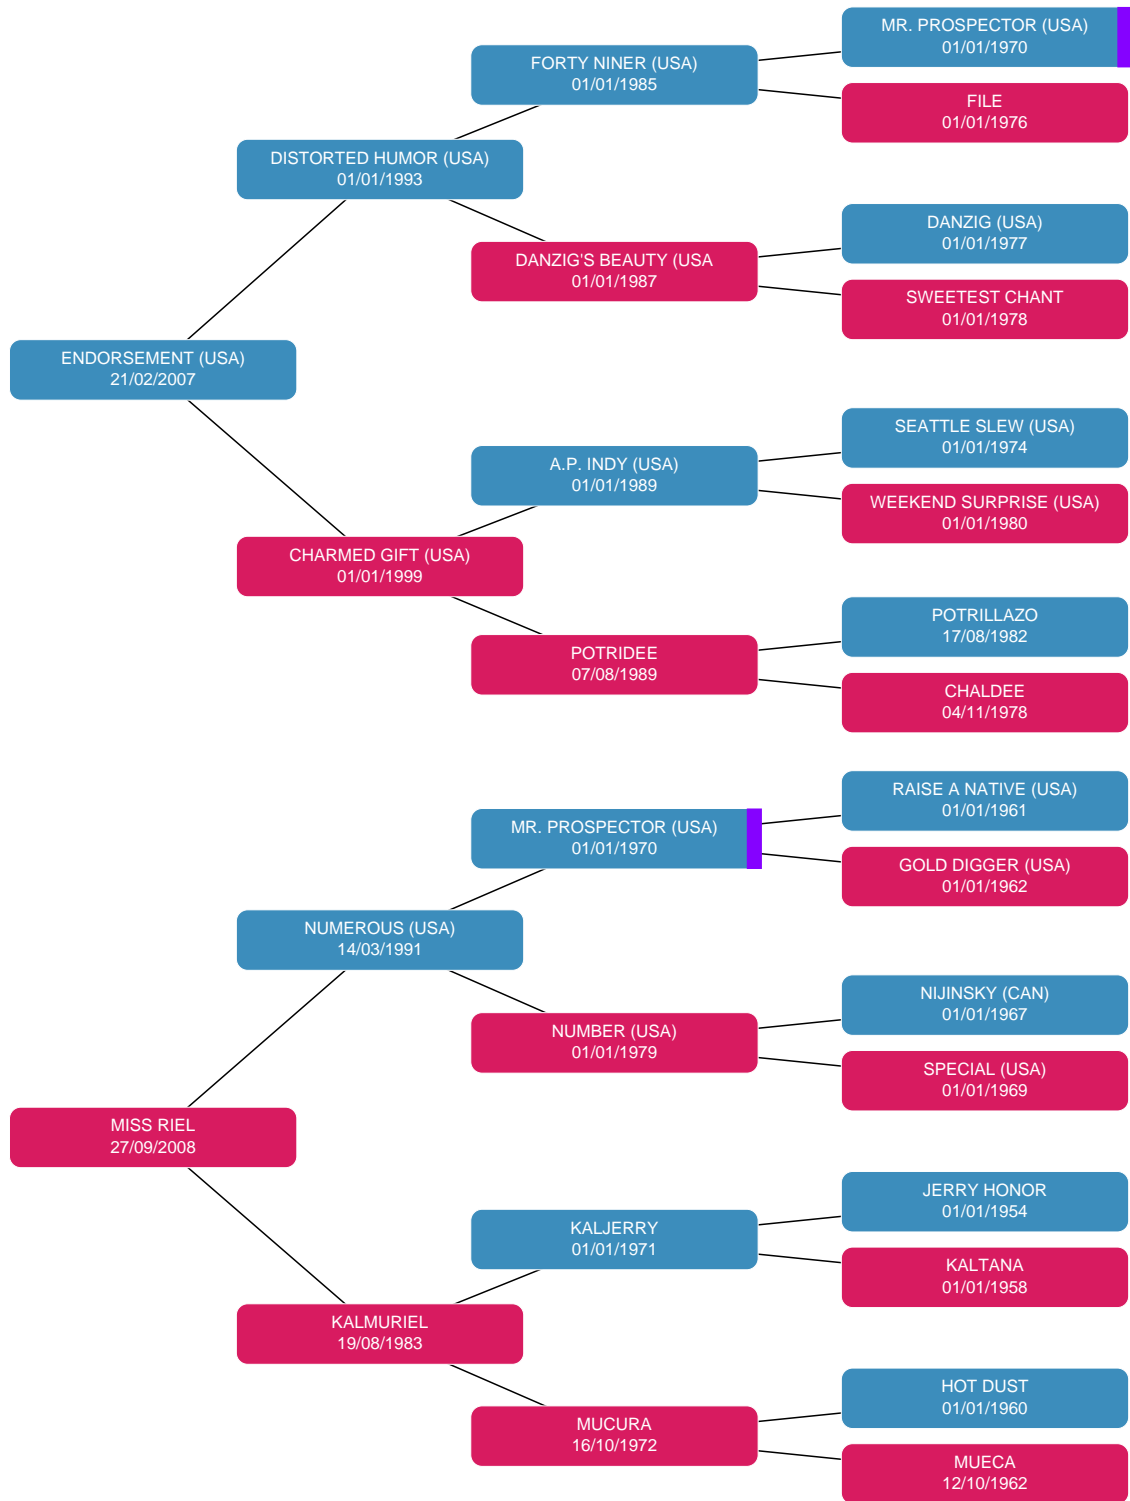 MR. PROSPECTOR (USA)
01/01/1970
FORTY NINER (USA)
01/01/1985
FILE
01/01/1976
DISTORTED HUMOR (USA)
01/01/1993
DANZIG (USA)
01/01/1977
DANZIG'S BEAUTY (USA
01/01/1987
SWEETEST CHANT
01/01/1978
ENDORSEMENT (USA)
21/02/2007
SEATTLE SLEW (USA)
01/01/1974
A.P. INDY (USA)
01/01/1989
WEEKEND SURPRISE (USA)
01/01/1980
CHARMED GIFT (USA)
01/01/1999
POTRILLAZO
17/08/1982
POTRIDEE
07/08/1989
CHALDEE
04/11/1978
RAISE A NATIVE (USA)
01/01/1961
MR. PROSPECTOR (USA)
01/01/1970
GOLD DIGGER (USA)
01/01/1962
NUMEROUS (USA)
14/03/1991
NIJINSKY (CAN)
01/01/1967
NUMBER (USA)
01/01/1979
SPECIAL (USA)
01/01/1969
MISS RIEL
27/09/2008
JERRY HONOR
01/01/1954
KALJERRY
01/01/1971
KALTANA
01/01/1958
KALMURIEL
19/08/1983
HOT DUST
01/01/1960
MUCURA
16/10/1972
MUECA
12/10/1962